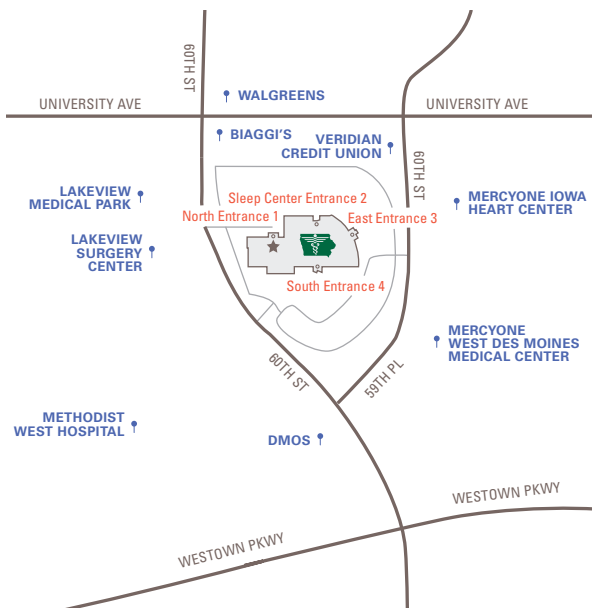 60TH ST
WALGREENS
UNIVERSITY AVE
UNIVERSITY AVE
BIAGGI'S
VERIDIAN
CREDIT UNION
60TH ST
LAKEVIEW
MEDICAL PARK
Sleep Center Entrance 2
MERCYONE IOWA
HEART CENTER
North Entrance 1
East Entrance 3
LAKEVIEW
SURGERY
CENTER
South Entrance 4
MERCYONE
WEST DES MOINES
MEDICAL CENTER
60TH ST
59TH PL
METHODIST
WEST HOSPITAL
DMOS
WESTOWN PKWY
WESTOWN PKWY